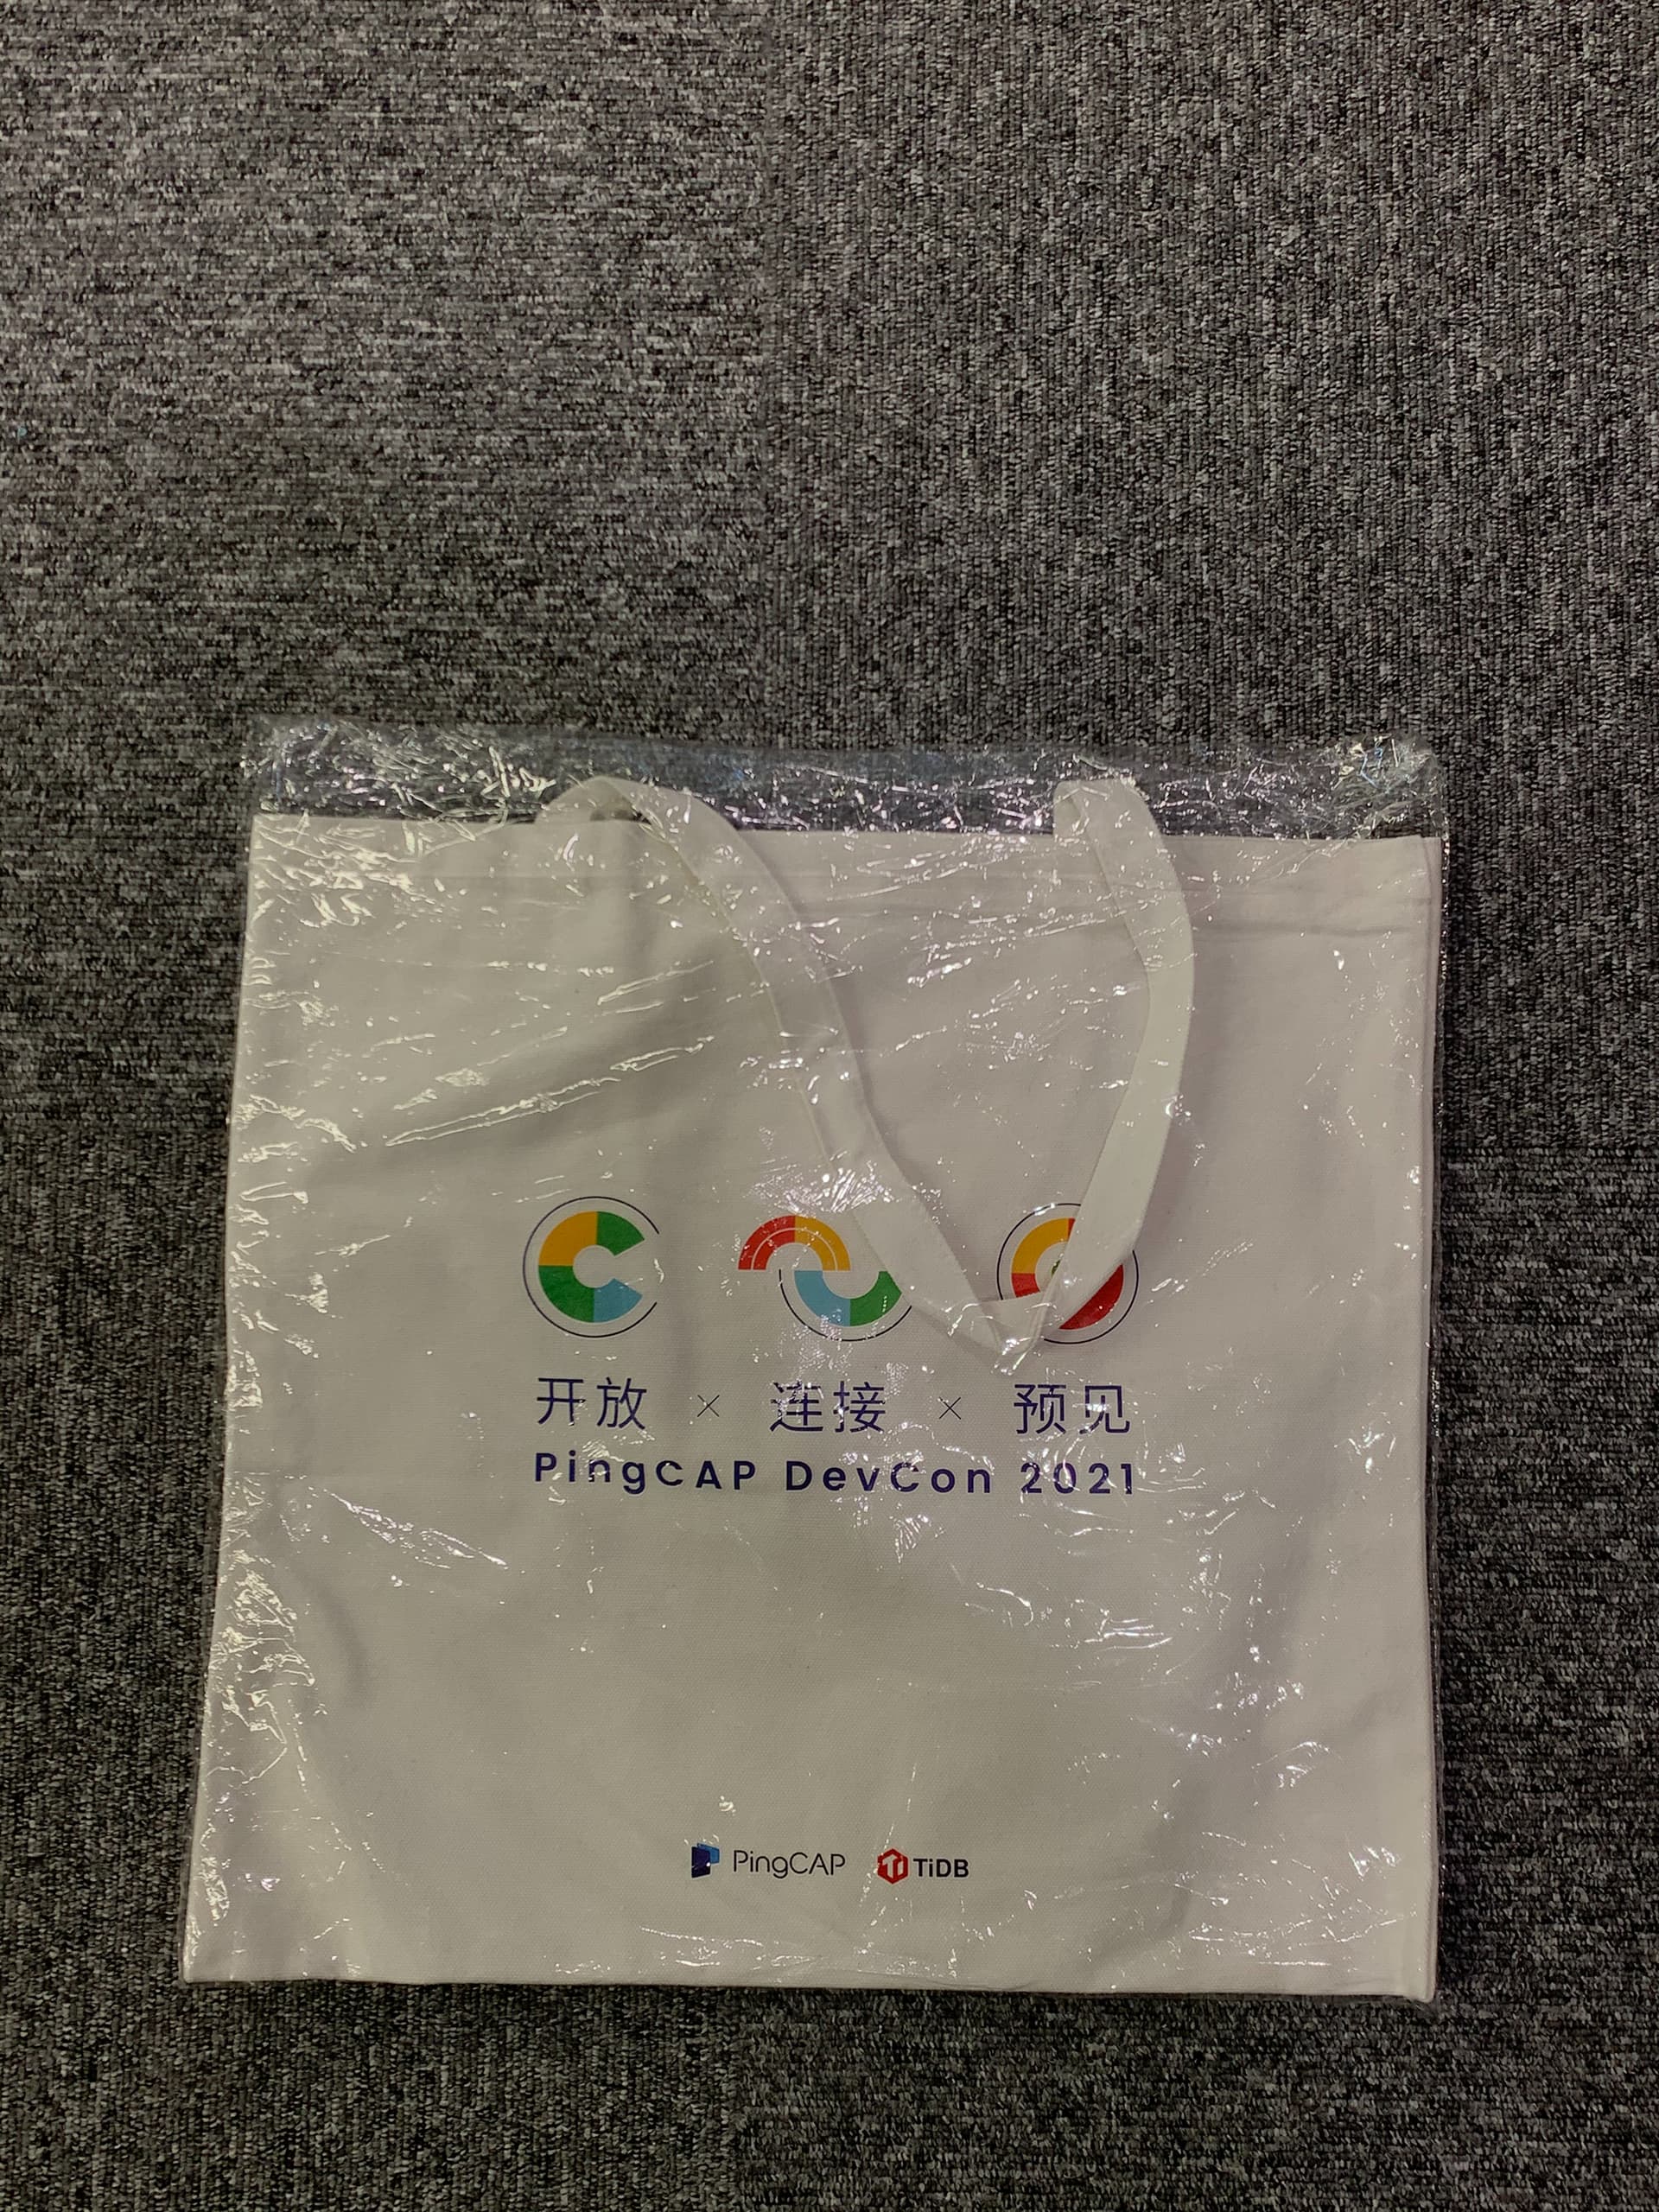 开放 × 连接 × 预见
PingCAP DevCon 2021
PingCAP TiDB